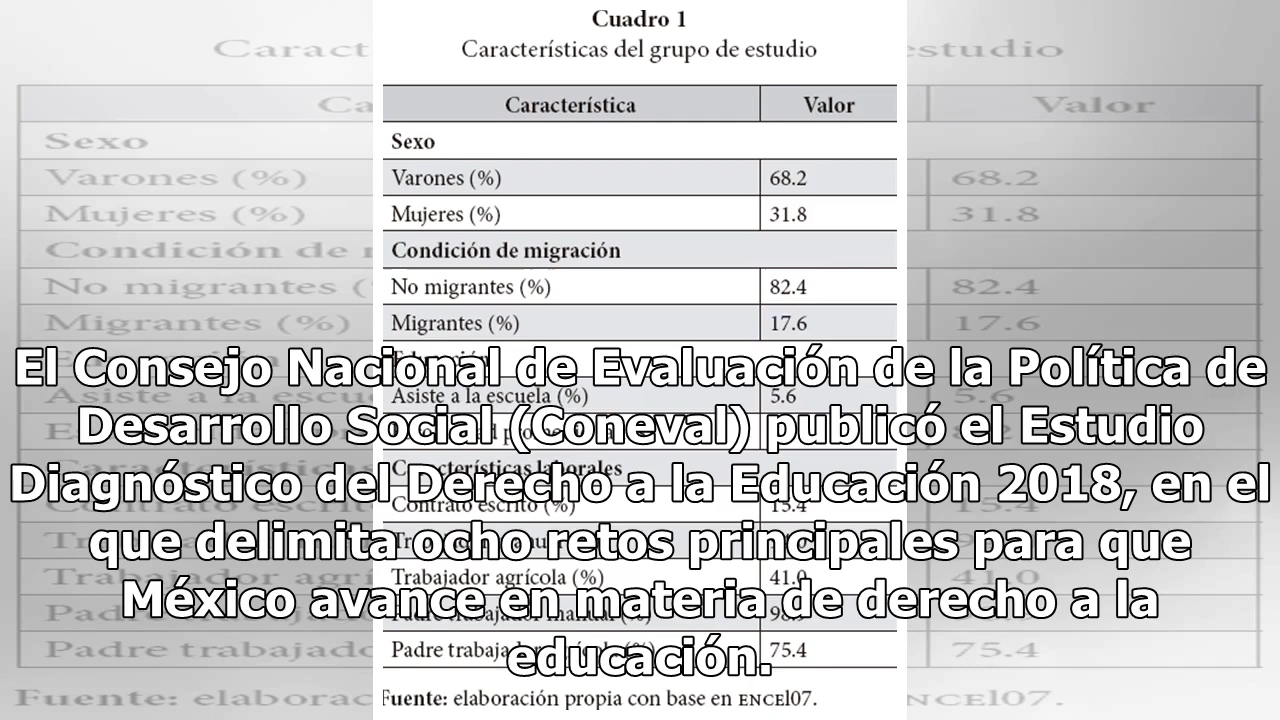 Cuadro 1
Características del grupo de estudio
Característica Valor
Sexo
Varones (%) 68.2
Mujeres (%) 31.8
Condición de migración
No migrantes (%) 82.4
Migrantes (%) 17.6
El Consejo Nacional de Evaluación de la Política de
Asiste a la escuela (%) 5.6
Desarrollo Social (Coneval) publicó el Estudio
Características laborales
Diagnóstico del Derecho a la Educación 2018, en el
Contrato escrito (%) 15.4
que delimita ocho retos principales para que
Trabajador agrícola (%) 41.0
México avance en materia de derecho a la
Padre trabajador manual (%)
educación.
Padre 75.4
Fuente: elaboración propia con base en ENCEl07.